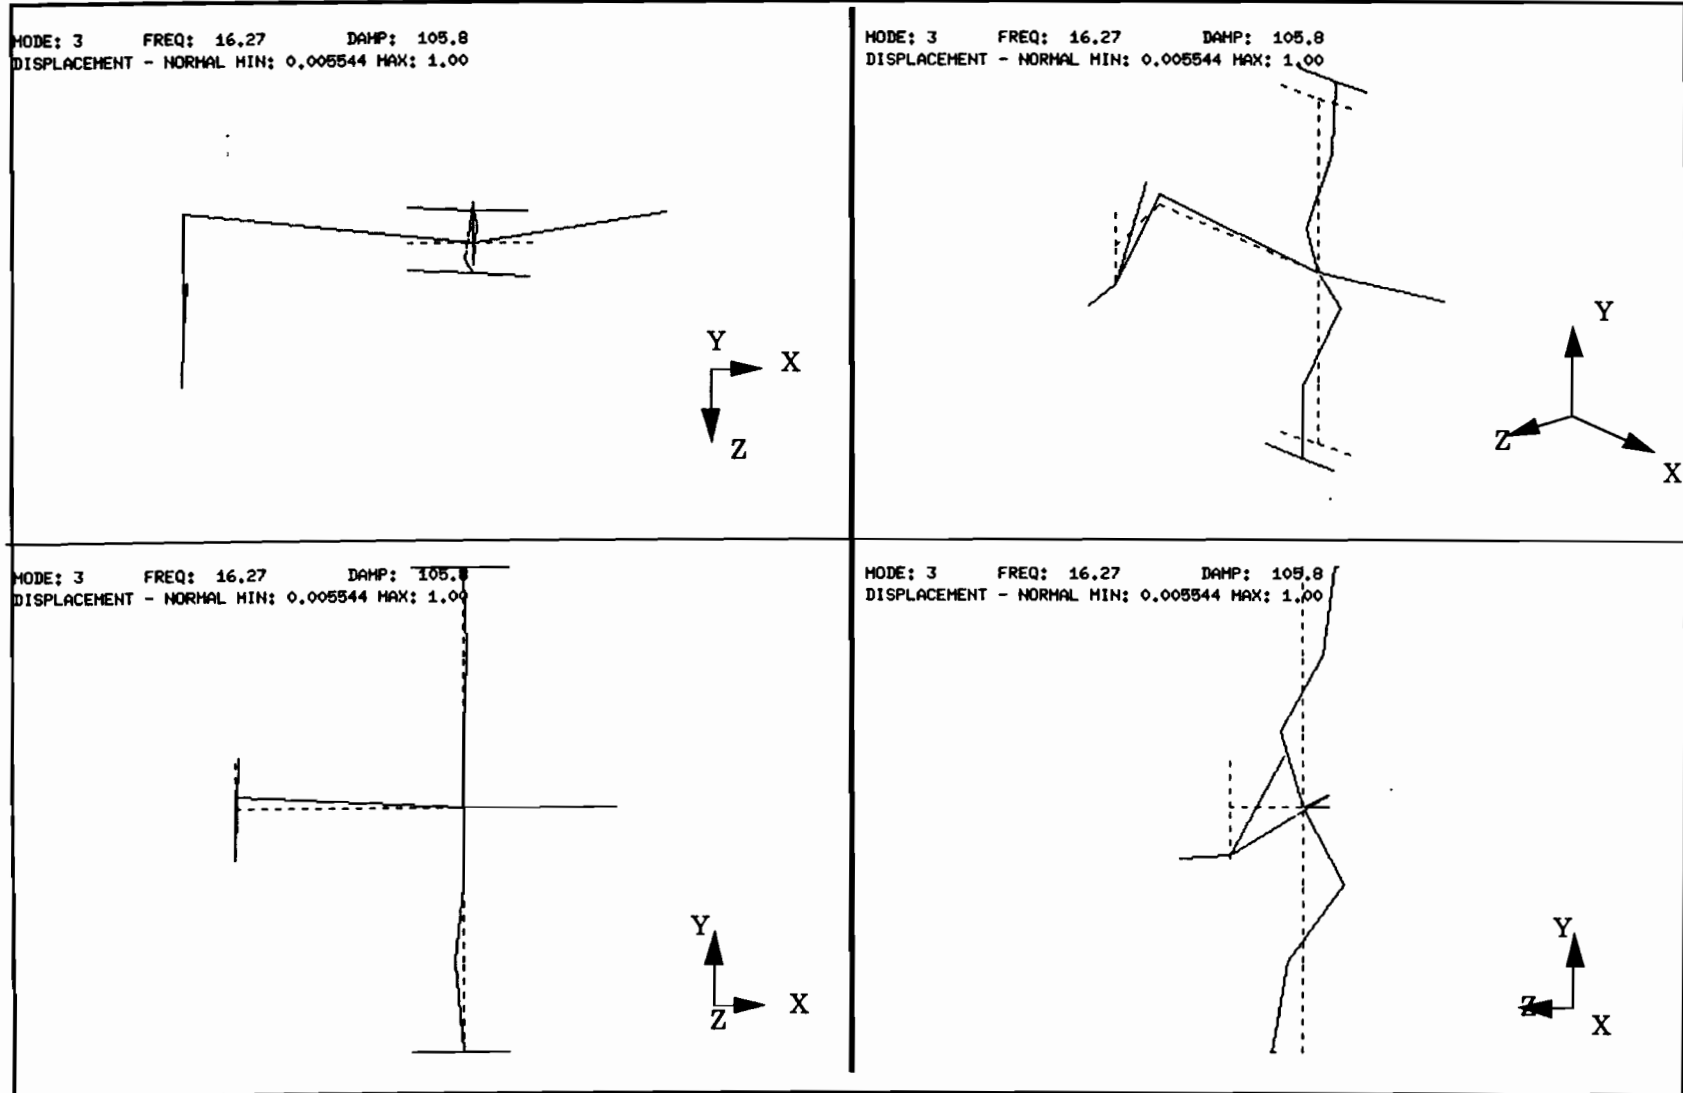 MODE: 3 FREQ: 16.27 DAMP: 105.8
DISPLACEMENT - NORMAL MIN: 0.005544 MAX: 1.00
Y
X
Z
MODE: 3 FREQ: 16.27 DAMP: 105.8
DISPLACEMENT - NORMAL MIN: 0.005544 MAX: 1.00
Y
Z
X
MODE: 3 FREQ: 16.27 DAMP: 105.8
DISPLACEMENT - NORMAL MIN: 0.005544 MAX: 1.00
Y
X
Z
MODE: 3 FREQ: 16.27 DAMP: 105.8
DISPLACEMENT - NORMAL MIN: 0.005544 MAX: 1.00
Y
Z
X